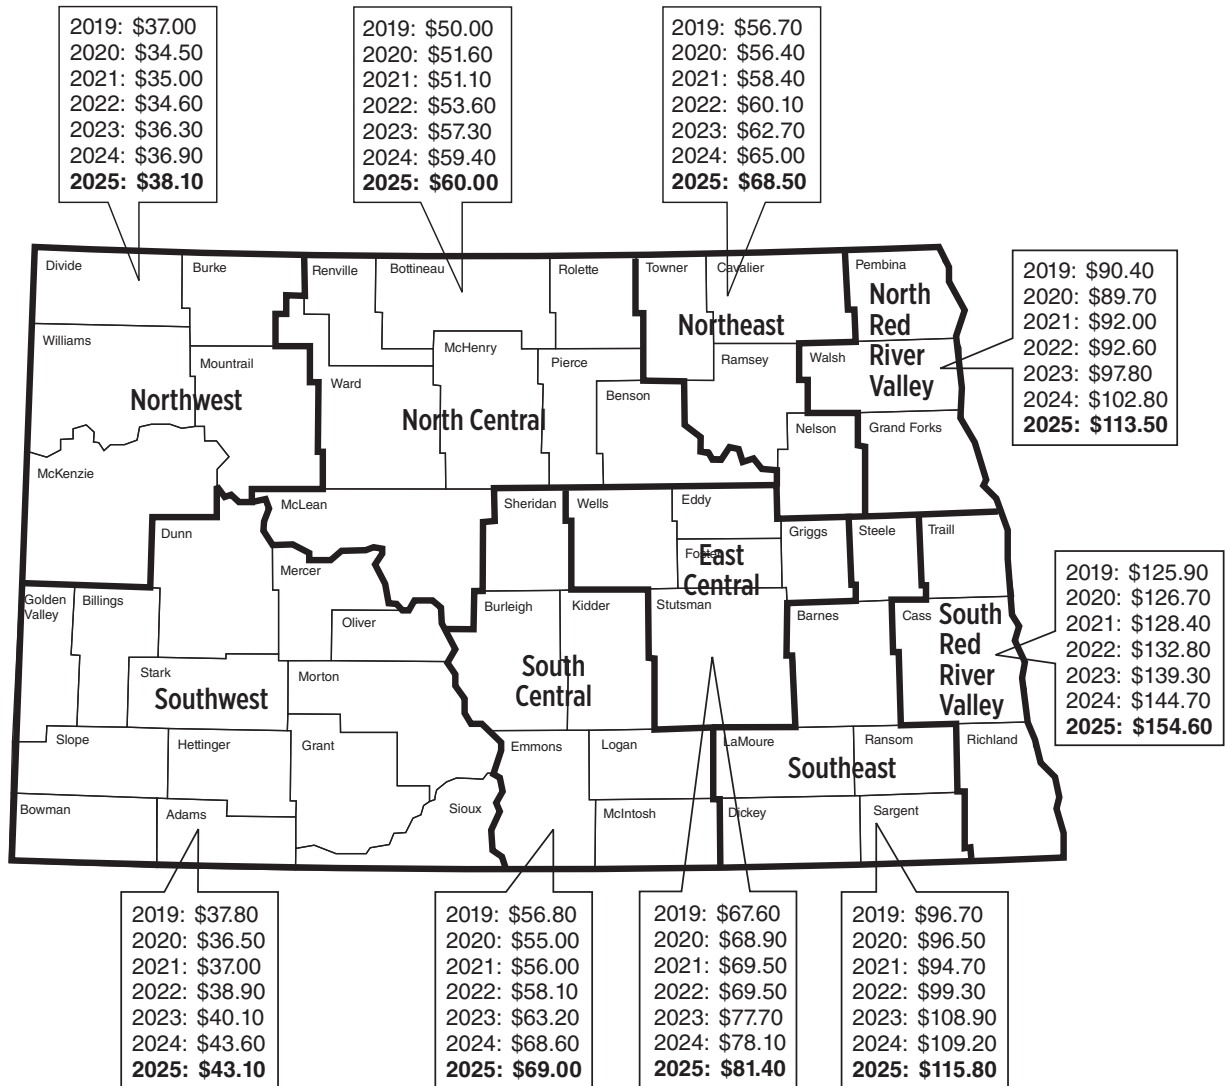 2019: $37.00
2020: $34.50
2021: $35.00
2022: $34.60
2023: $36.30
2024: $36.90
2025: $38.10
2019: $50.00
2020: $51.60
2021: $51.10
2022: $53.60
2023: $57.30
2024: $59.40
2025: $60.00
2019: $56.70
2020: $56.40
2021: $58.40
2022: $60.10
2023: $62.70
2024: $65.00
2025: $68.50
2019: $90.40
2020: $89.70
2021: $92.00
2022: $92.60
2023: $97.80
2024: $102.80
2025: $113.50
Divide
Burke
Renville
Bottineau
Rolette
Towner
Cavalier
Pembina
North
Red
River
Valley
Northeast
Williams
Mountrail
Ward
McHenry
Pierce
Benson
Ramsey
Walsh
Northwest
North Central
Nelson
Grand Forks
McKenzie
McLean
Sheridan
Wells
Eddy
Dunn
Griggs
Steele
Traill
Foster
East
Central
Mercer
Golden
Valley
Billings
Oliver
Burleigh
Kidder
Stutsman
Barnes
Cass
South
Red
River
Valley
2019: $125.90
2020: $126.70
2021: $128.40
2022: $132.80
2023: $139.30
2024: $144.70
2025: $154.60
Stark
Morton
Southwest
South
Central
Slope
Hettinger
Grant
Emmons
Logan
LaMoure
Ransom
Richland
Southeast
Bowman
Adams
Sioux
McIntosh
Dickey
Sargent
2019: $37.80
2020: $36.50
2021: $37.00
2022: $38.90
2023: $40.10
2024: $43.60
2025: $43.10
2019: $56.80
2020: $55.00
2021: $56.00
2022: $58.10
2023: $63.20
2024: $68.60
2025: $69.00
2019: $67.60
2020: $68.90
2021: $69.50
2022: $69.50
2023: $77.70
2024: $78.10
2025: $81.40
2019: $96.70
2020: $96.50
2021: $94.70
2022: $99.30
2023: $108.90
2024: $109.20
2025: $115.80